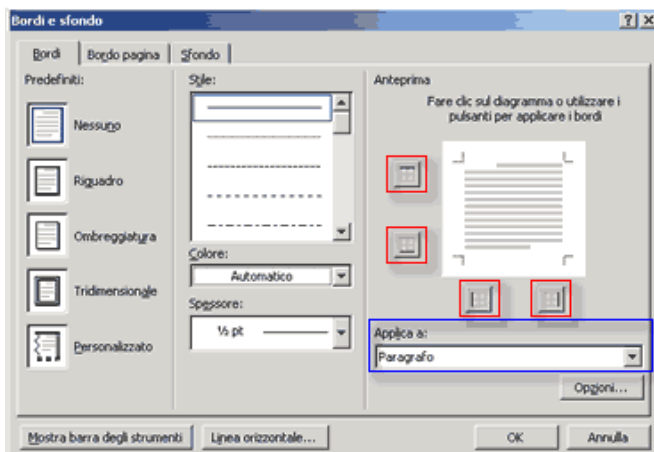 Bordi e sfondo
Bordi
Bordo pagina
Sfondo
Predefiniti:
Nessuno
Riquadro
Ombreggiatura
Tridimensionale
Personalizzato
Stile:
Colore:
Automatico
Spessore:
½ pt
Anteprima
Fare clic sul diagramma o utilizzare i
pulsanti per applicare i bordi
Applica a:
Paragrafo
Opzioni...
Mostra barra degli strumenti
Linea orizzontale...
OK
Annulla